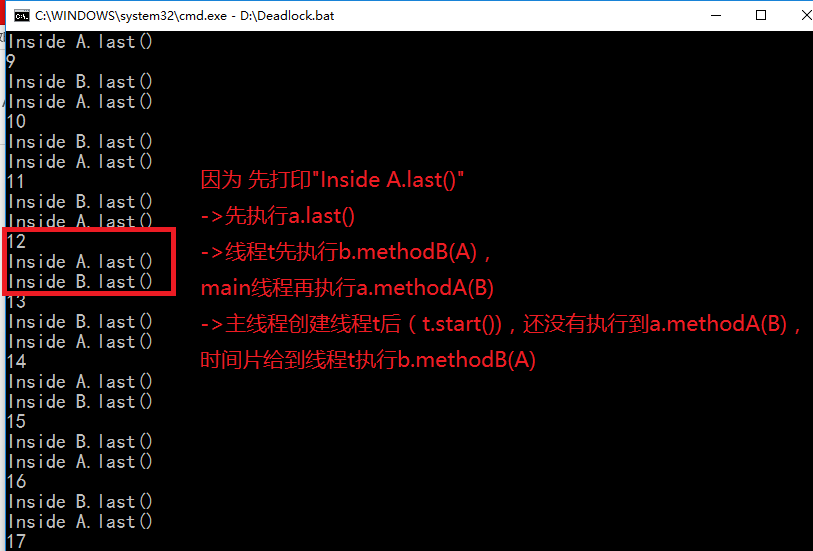 C:\WINDOWS\system32\cmd.exe - D:\Deadlock.bat
Inside A.last()
9
Inside B.last()
Inside A.last()
10
Inside B.last()
Inside A.last()
11
Inside B.last()
Inside A.last()
12
Inside A.last()
Inside B.last()
13
Inside B.last()
Inside A.last()
14
Inside A.last()
Inside B.last()
15
Inside B.last()
Inside A.last()
16
Inside B.last()
Inside A.last()
17
因为 先打印"Inside A.last()"
->先执行a.last()
->线程t先执行b.methodB(A)，
main线程再执行a.methodA(B)
->主线程创建线程t后（t.start())，还没有执行到a.methodA(B)，
时间片给到线程t执行b.methodB(A)